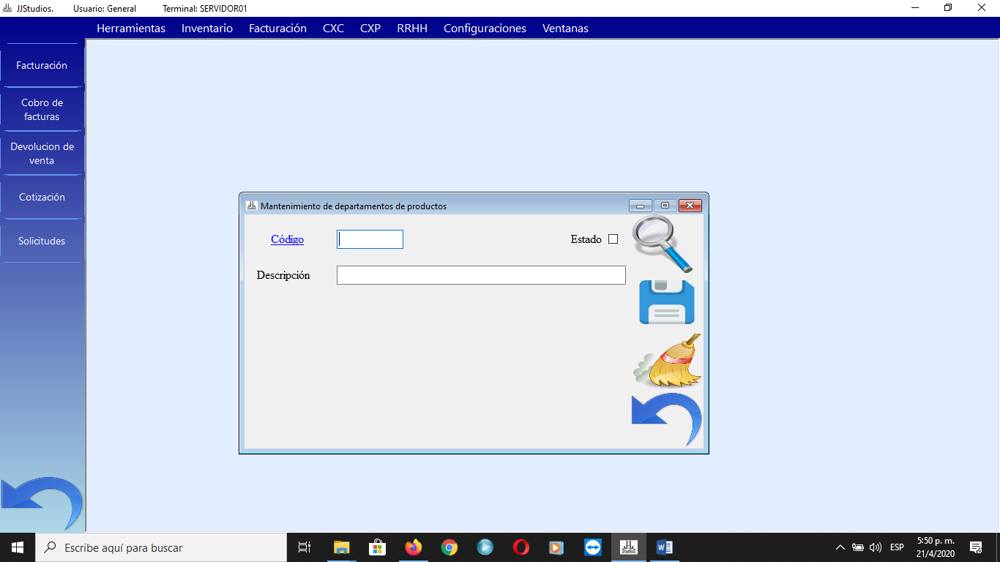 JJStudios. Usuario: General Terminal: SERVIDOR01
Herramientas Inventario Facturación CXC CXP RRHH Configuraciones Ventanas
Facturación
Cobro de
facturas
Devolucion de
venta
Cotización
Solicitudes
Mantenimiento de departamentos de productos
Código
Estado
Descripción
Escribe aquí para buscar
ESP
5:50 p. m.
21/4/2020